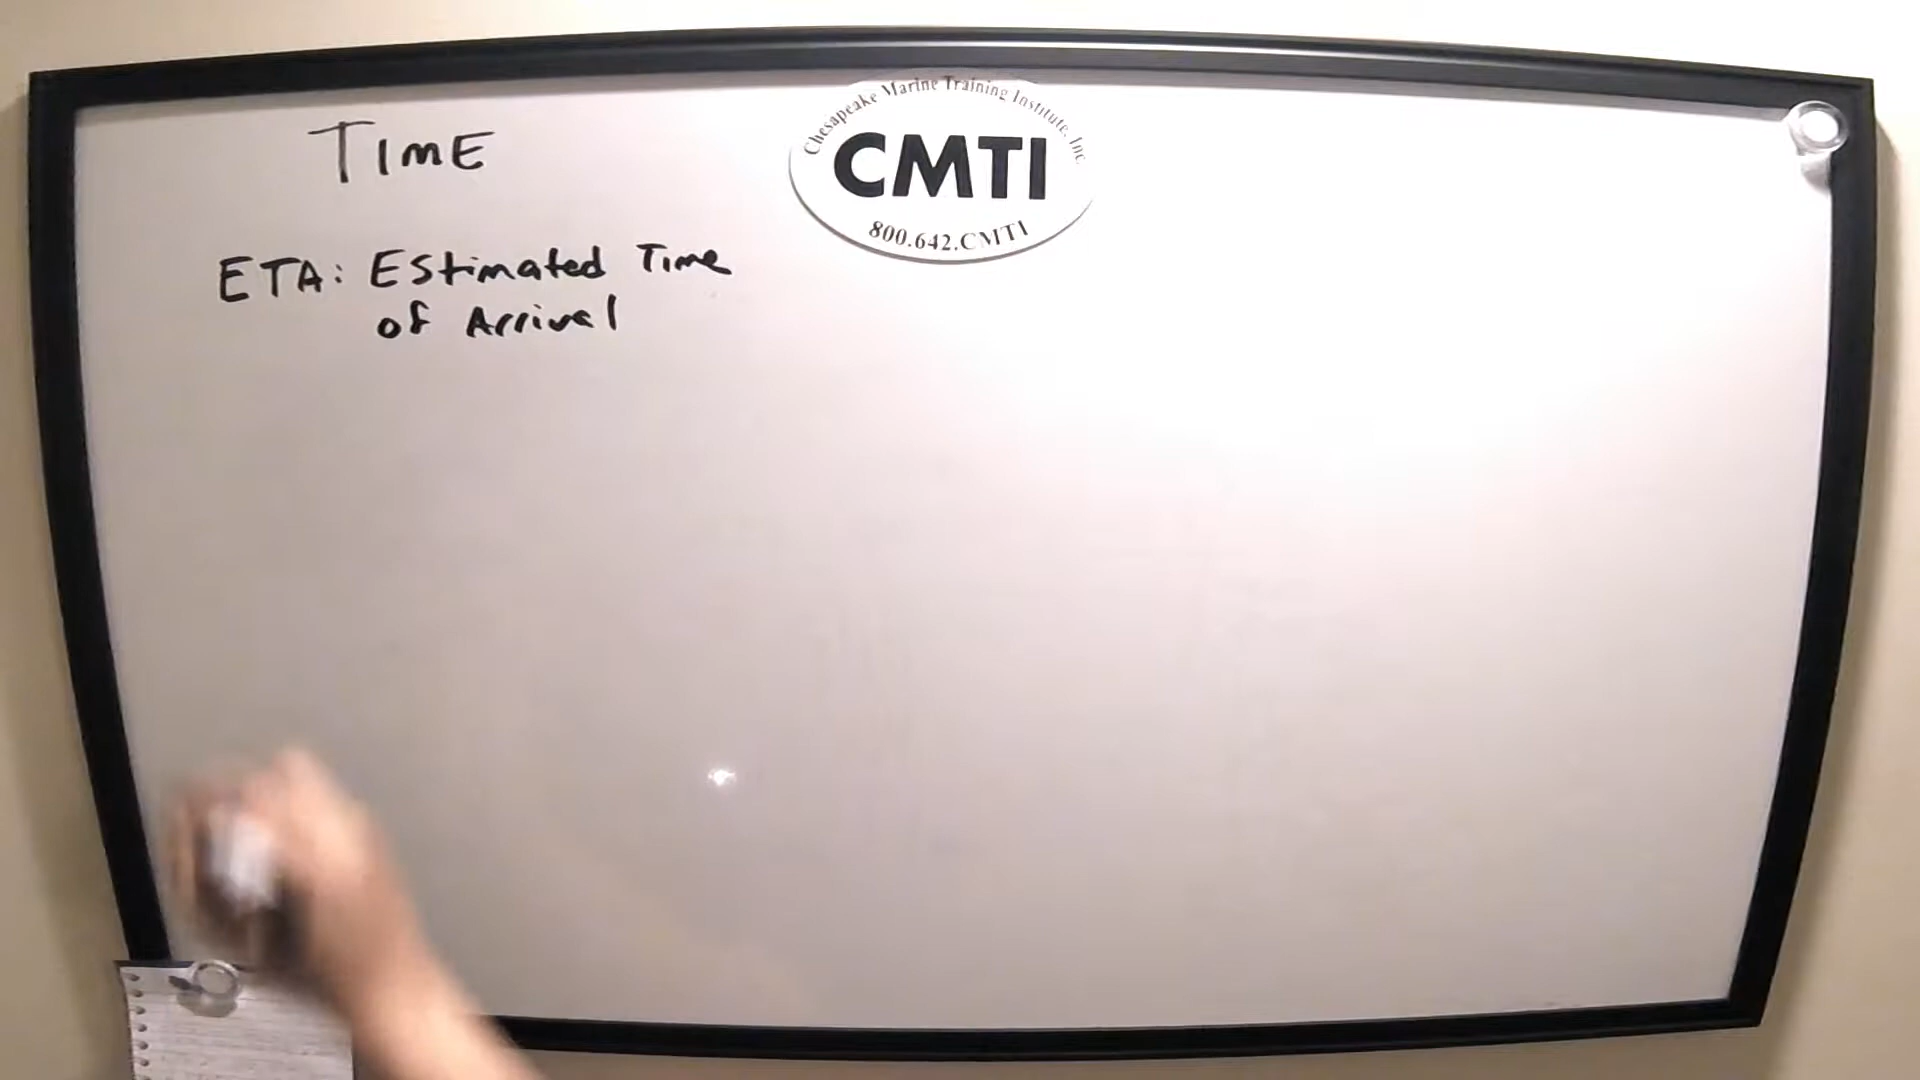 TIME
Chesapeake Marine Training Institute, Inc.
CMTI
800.642.CMTI
ETA: Estimated Time
of Arrival